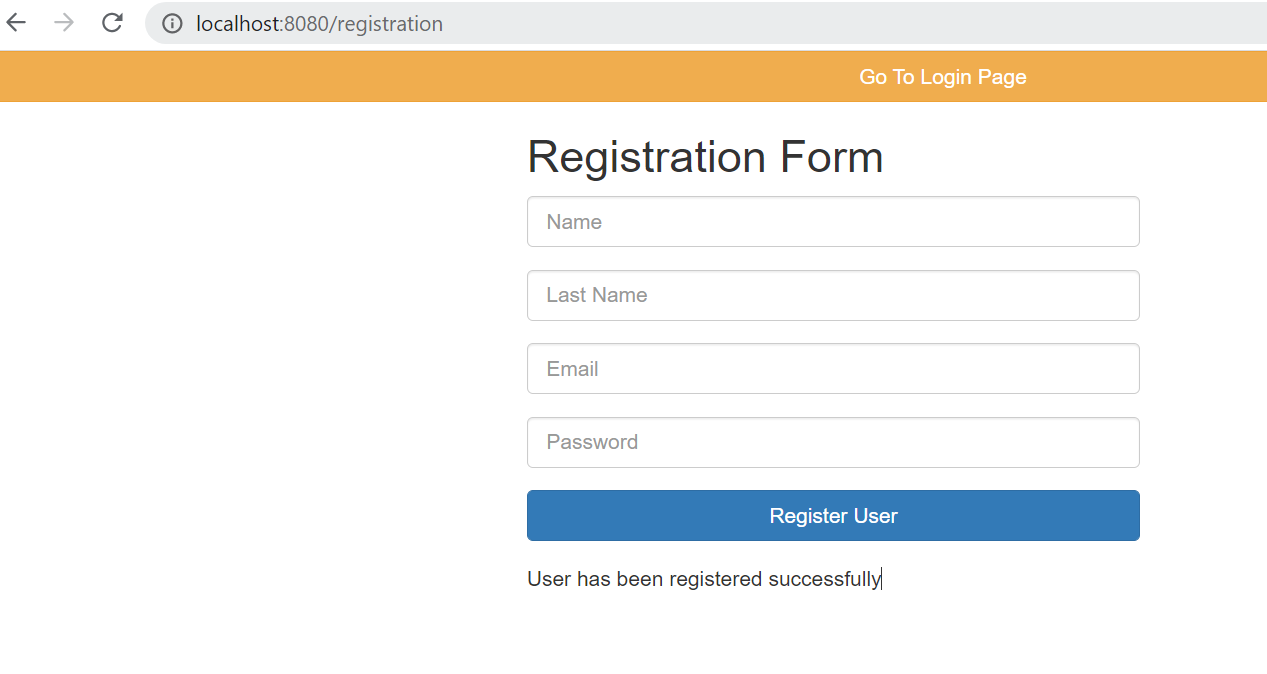 localhost:8080/registration
Go To Login Page
Registration Form
Name
Last Name
Email
Password
Register User
User has been registered successfully